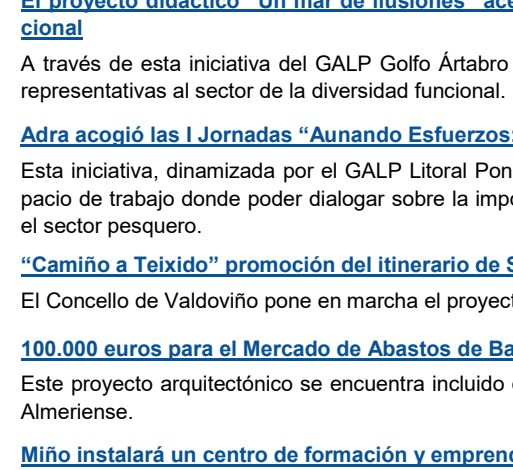 El proyecto didáctico “Un mar de ilusiones”
cional
A través de esta iniciativa del GALP Golfo Ártabro
representativas al sector de la diversidad funcional.
Adra acogió las I Jornadas “Aunando Esfuerzos:
Esta iniciativa, dinamizada por el GALP Litoral Pon
pacio de trabajo donde poder dialogar sobre la impo
el sector pesquero.
“Camiño a Teixido” promoción del itinerario de S
El Concello de Valdoviño pone en marcha el proyect
100.000 euros para el Mercado de Abastos de Ba
Este proyecto arquitectónico se encuentra incluido
Almeriense.
Miño instalará un centro de formación y emprend